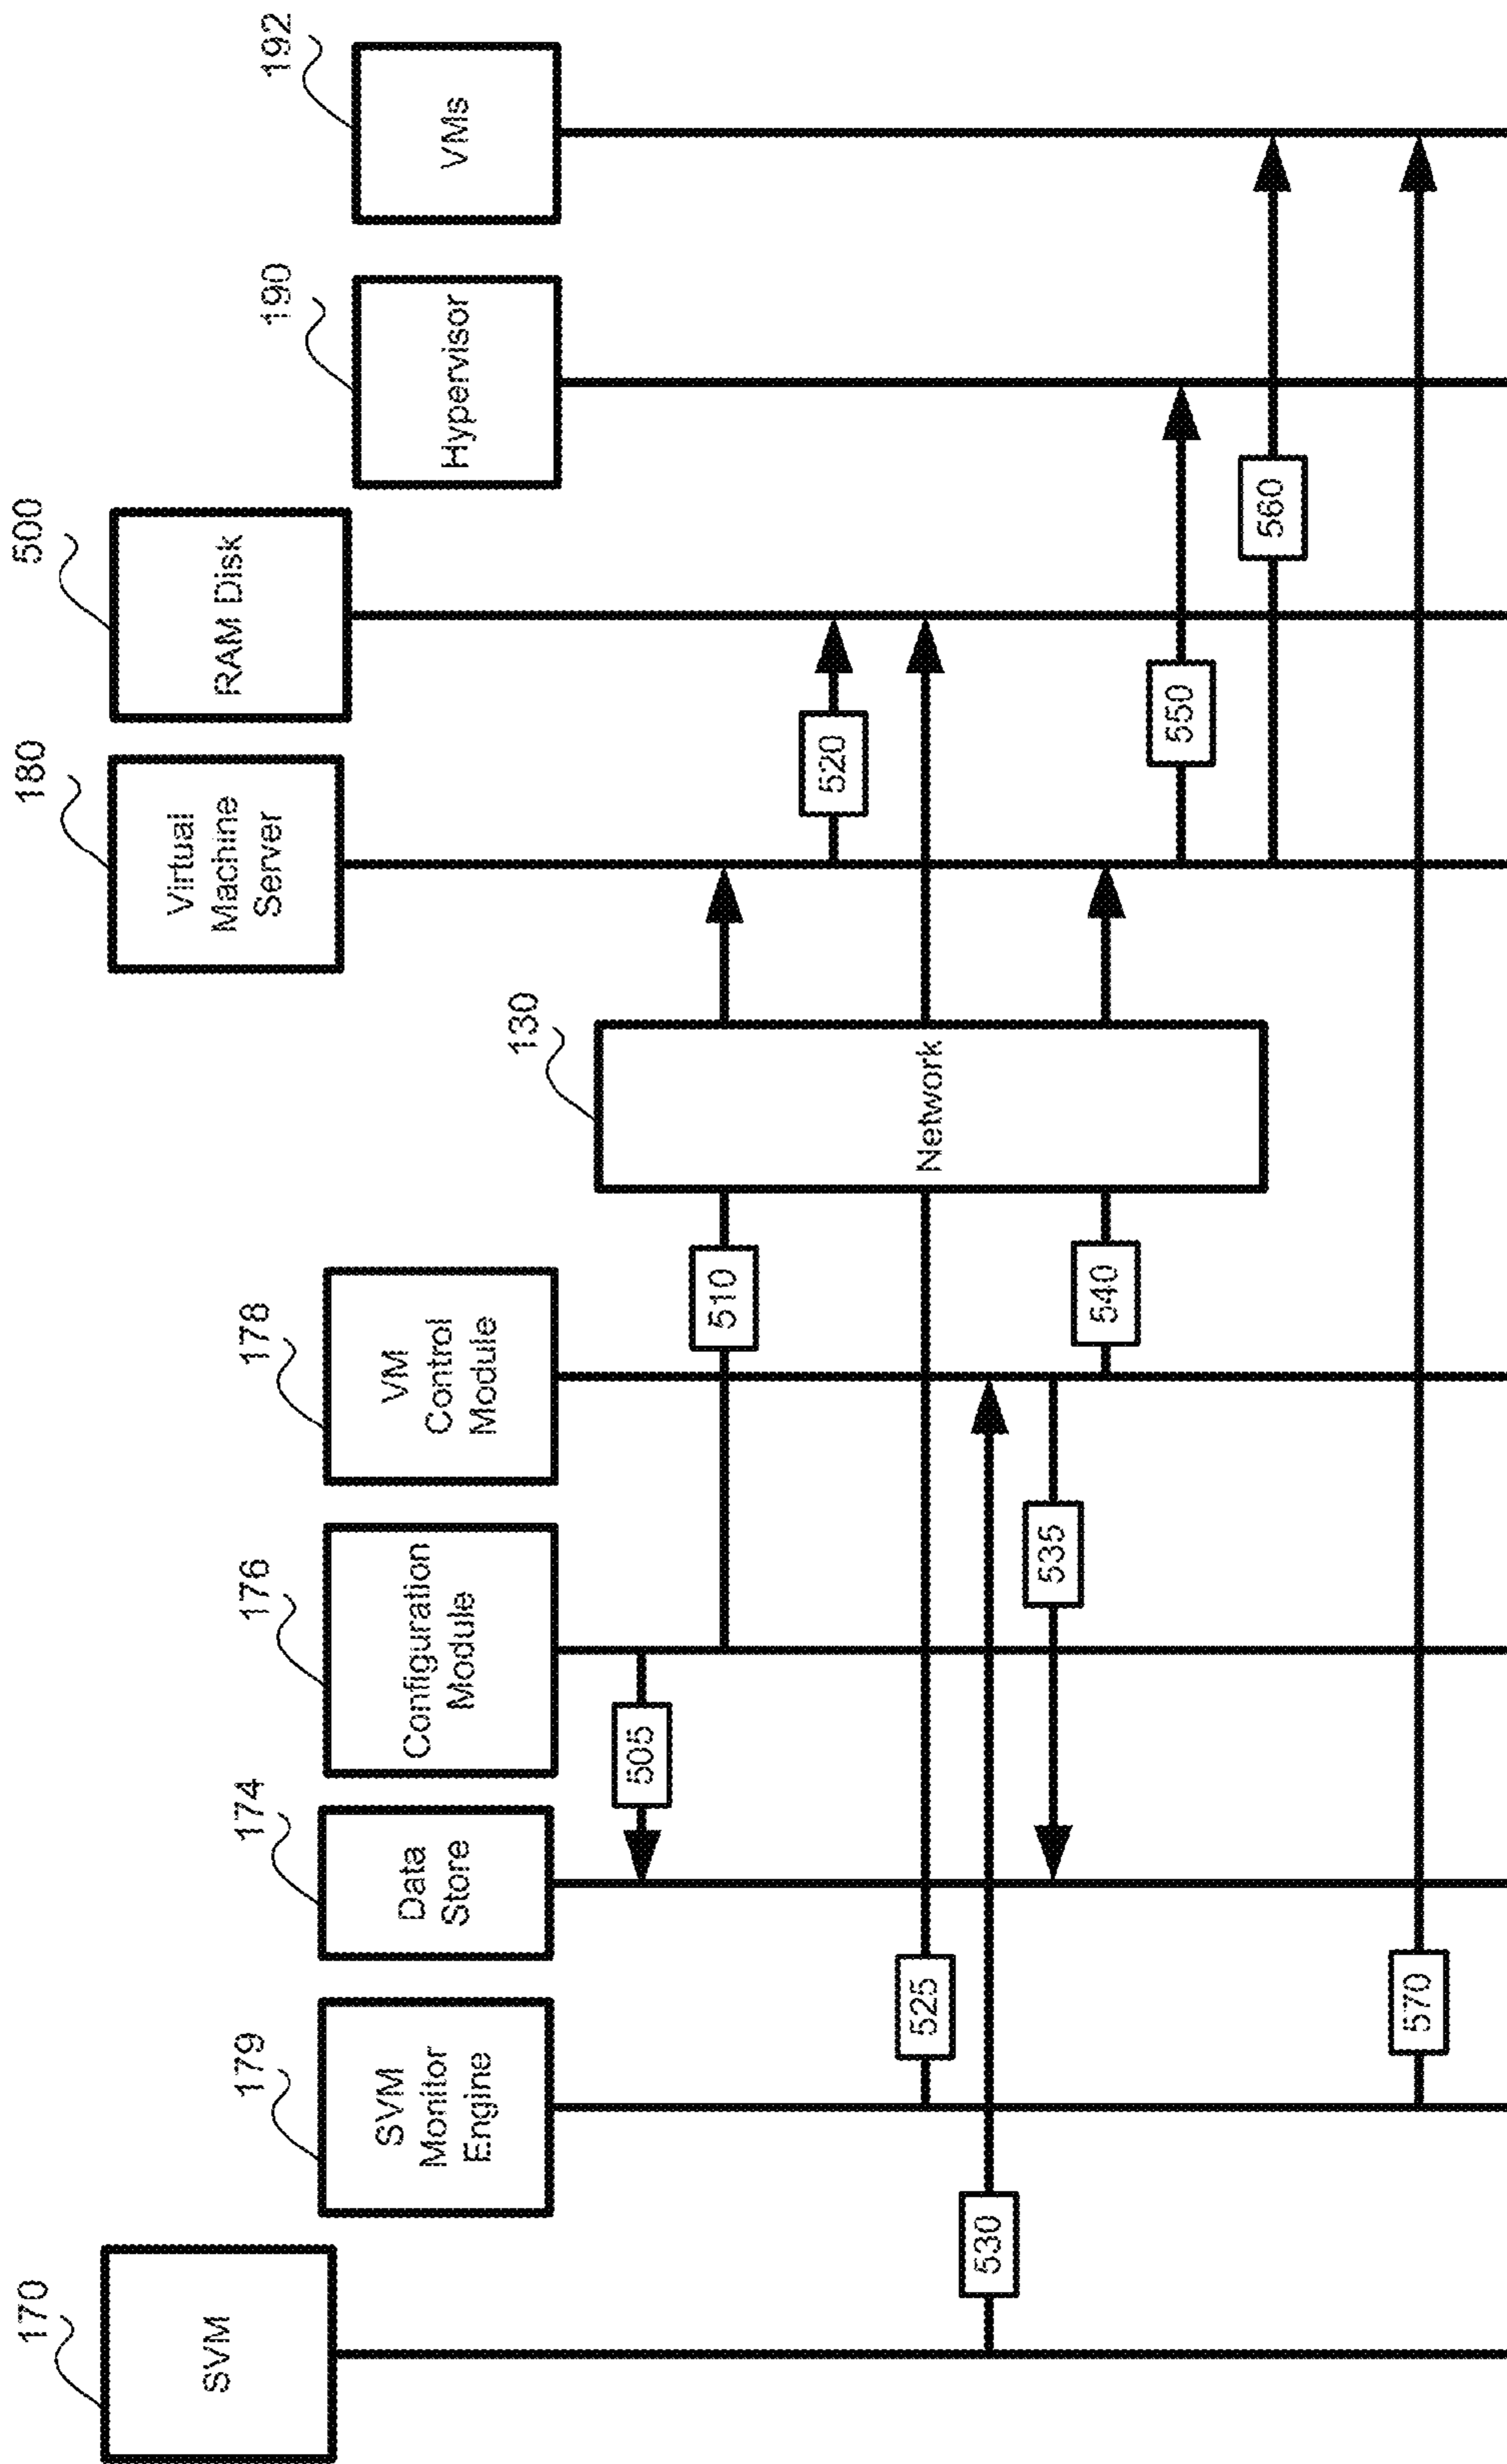 170
SVM
179
SVM
Monitor
Engine
174
Data
Store
176
Configuration
Module
178
VM
Control
Module
130
Network
180
Virtual
Machine
Server
500
RAM Disk
190
Hypervisor
192
VMs
505
510
520
525
530
535
540
550
560
570